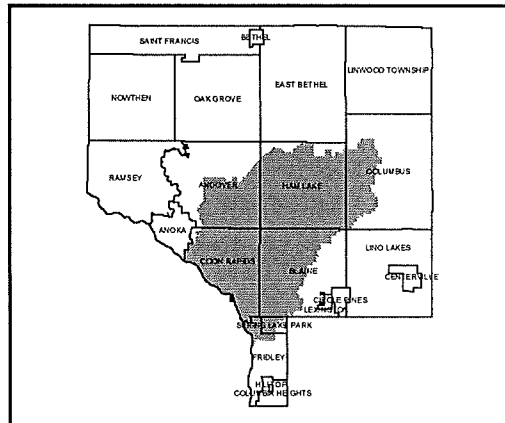 SAINT FRANCIS
BETHEL
LINWOOD TOWNSHIP
EAST BETHEL
NOWTHEN
OAK GROVE
RAMSEY
ANDOVER
HAM LAKE
COLUMBUS
ANOKA
COON RAPIDS
BLAINE
LINO LAKES
CENTERVILLE
CIRCLE PINES
LEXINGTON
SPRING LAKE PARK
FRIDLEY
HILLTOP
COLUMBIA HEIGHTS